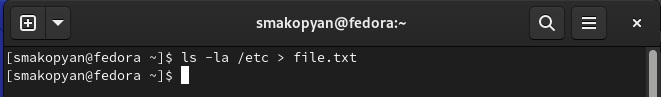 smakopyan@fedora:~
[smakopyan@fedora ~]$ ls -la /etc > file.txt
[smakopyan@fedora ~]$